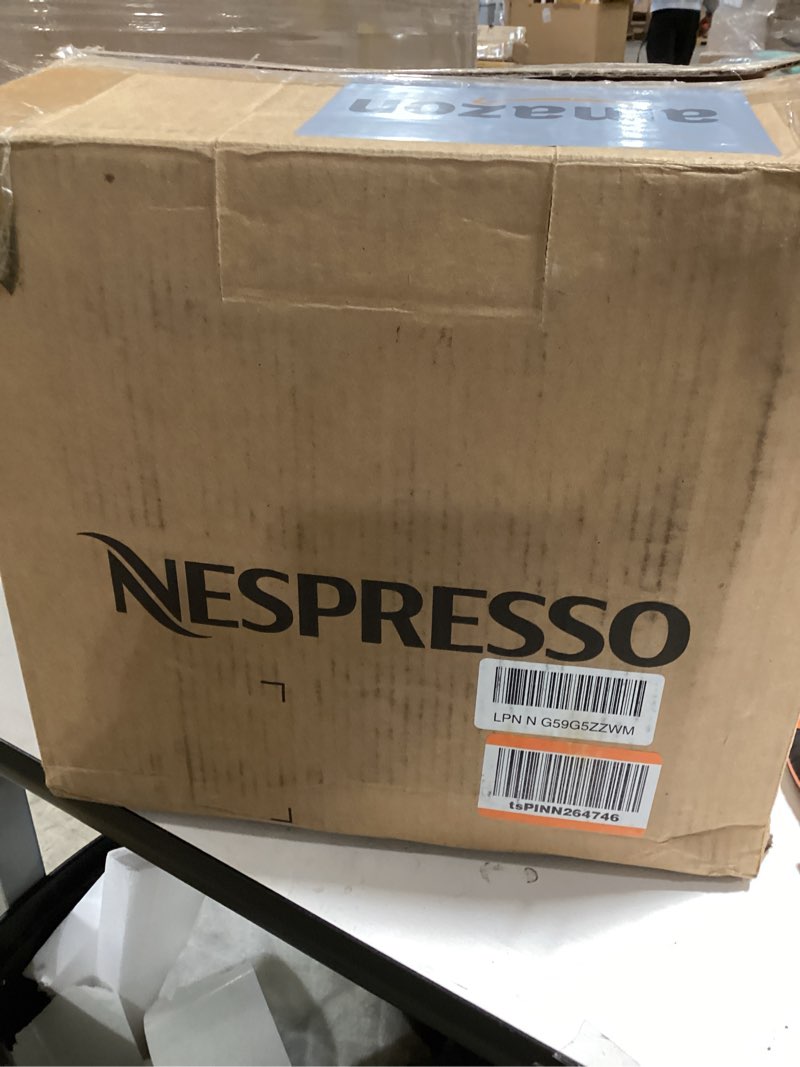 amazon
NESPRESSO
LPN N G59G5ZZWM
tsPINN264746